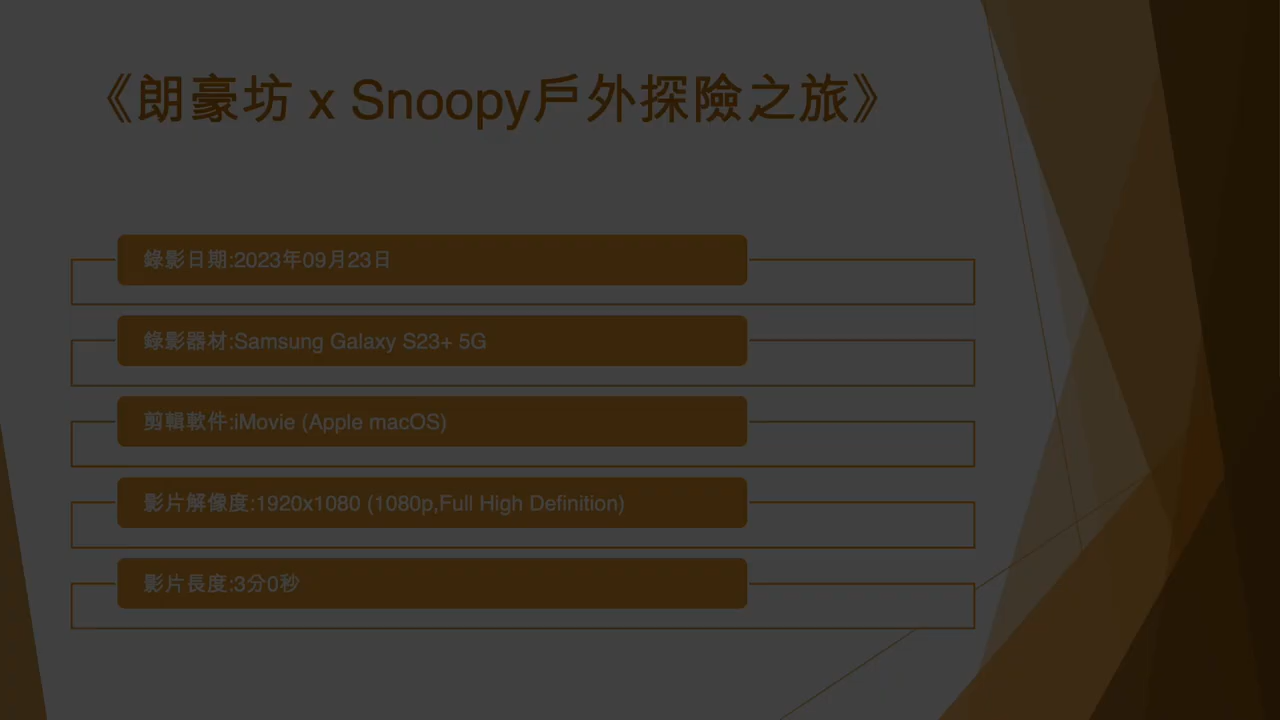 《朗豪坊 x Snoopy戶外探險之旅》
錄影日期:2023年09月23日
錄影器材:Samsung Galaxy S23+ 5G
剪輯軟件:iMovie (Apple macOS)
影片解像度:1920x1080 (1080p,Full High Definition)
影片長度:3分0秒